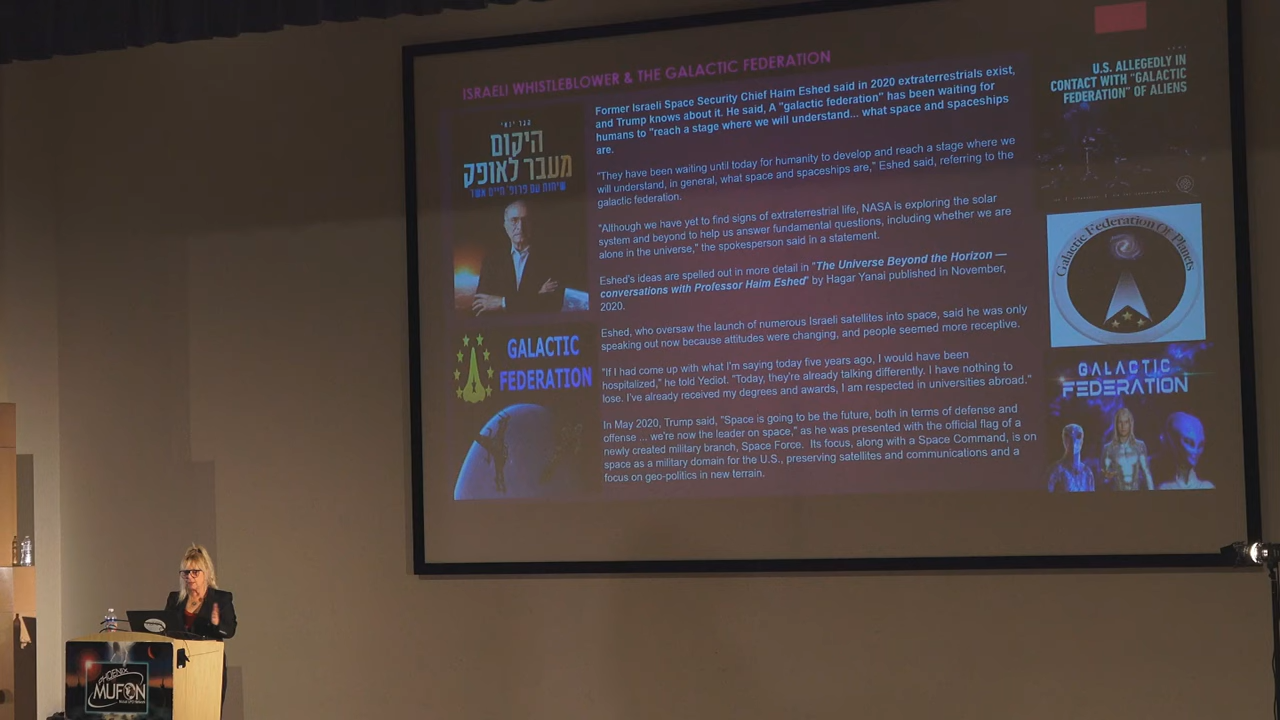 ISRAELI WHISTLEBLOWER & THE GALACTIC FEDERATION
הגר ינאי
היקום
מעבר לאופק
שיחות עם פרופ' חיים אשד
GALACTIC
FEDERATION
Former Israeli Space Security Chief Haim Eshed said in 2020 extraterrestrials exist,
and Trump knows about it. He said, A "galactic federation" has been waiting for
humans to "reach a stage where we will understand... what space and spaceships
are.
"They have been waiting until today for humanity to develop and reach a stage where we
will understand, in general, what space and spaceships are," Eshed said, referring to the
galactic federation.
"Although we have yet to find signs of extraterrestrial life, NASA is exploring the solar
system and beyond to help us answer fundamental questions, including whether we are
alone in the universe," the spokesperson said in a statement.
Eshed's ideas are spelled out in more detail in "The Universe Beyond the Horizon —
conversations with Professor Haim Eshed" by Hagar Yanai published in November,
2020.
Eshed, who oversaw the launch of numerous Israeli satellites into space, said he was only
speaking out now because attitudes were changing, and people seemed more receptive.
"If I had come up with what I'm saying today five years ago, I would have been
hospitalized," he told Yediot. "Today, they're already talking differently. I have nothing to
lose. I've already received my degrees and awards, I am respected in universities abroad."
In May 2020, Trump said, "Space is going to be the future, both in terms of defense and
offense ... we're now the leader on space," as he was presented with the official flag of a
newly created military branch, Space Force. Its focus, along with a Space Command, is on
space as a military domain for the U.S., preserving satellites and communications and a
focus on geo-politics in new terrain.
U.S. ALLEGEDLY IN
CONTACT WITH "GALACTIC
FEDERATION" OF ALIENS
Galactic Federation Of Planets
GALACTIC
FEDERATION
PHOENIX
MUFON